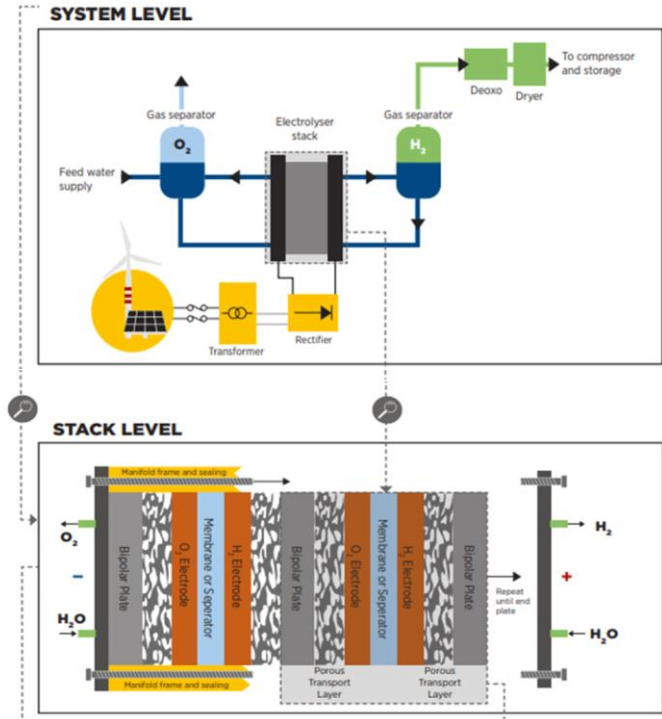 SYSTEM LEVEL
To compressor
and storage
Deoxo
Dryer
Gas separator
Electrolyser
stack
Gas separator
O₂
H₂
Feed water
supply
Transformer
Rectifier
STACK LEVEL
Manifold frame and sealing
O₂
−
H₂O
Bipolar Plate
O₂ Electrode
Membrane or Seperator
H₂ Electrode
Bipolar Plate
O₂ Electrode
Membrane or Seperator
H₂ Electrode
Bipolar Plate
Repeat
until end
plate
H₂
+
H₂O
Manifold frame and sealing
Porous
Transport
Layer
Porous
Transport
Layer